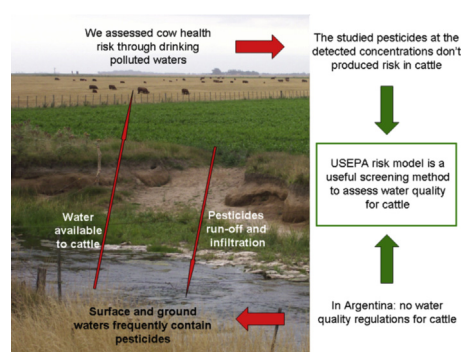 We assessed cow health
risk through drinking
polluted waters
The studied pesticides at the
detected concentrations don't
produced risk in cattle
USEPA risk model is a
useful screening method
to assess water quality
for cattle
Water
available
to cattle
Pesticides
run-off and
infiltration
Surface and ground
waters frequently contain
pesticides
In Argentina: no water
quality regulations for cattle